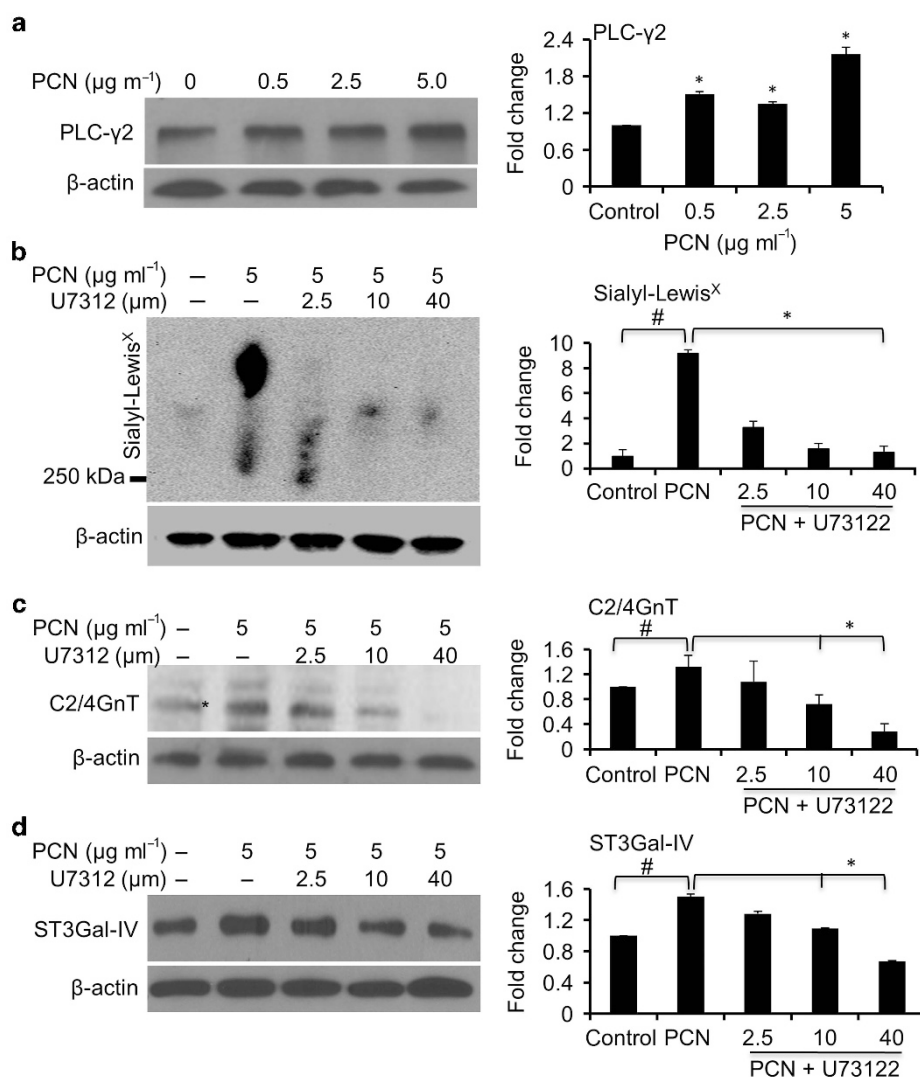 a
PCN (µg m⁻¹) 0 0.5 2.5 5.0
PLC-γ2
β-actin
PLC-γ2
Fold change
2.4
1.8
1.2
0.6
0
* * *
Control 0.5 2.5 5
PCN (µg ml⁻¹)
b
PCN (µg ml⁻¹) – 5 5 5 5
U7312 (µm) – – 2.5 10 40
Sialyl-Lewisˣ
250 kDa
β-actin
Sialyl-Lewisˣ
# *
Fold change
10
8
6
4
2
0
Control PCN 2.5 10 40
PCN + U73122
c
PCN (µg ml⁻¹) – 5 5 5 5
U7312 (µm) – – 2.5 10 40
C2/4GnT *
β-actin
C2/4GnT
# *
Fold change
1.6
1.2
0.8
0.4
0
Control PCN 2.5 10 40
PCN + U73122
d
PCN (µg ml⁻¹) – 5 5 5 5
U7312 (µm) – – 2.5 10 40
ST3Gal-IV
β-actin
ST3Gal-IV
# *
Fold change
1.6
1.2
0.8
0.4
0.0
Control PCN 2.5 10 40
PCN + U73122